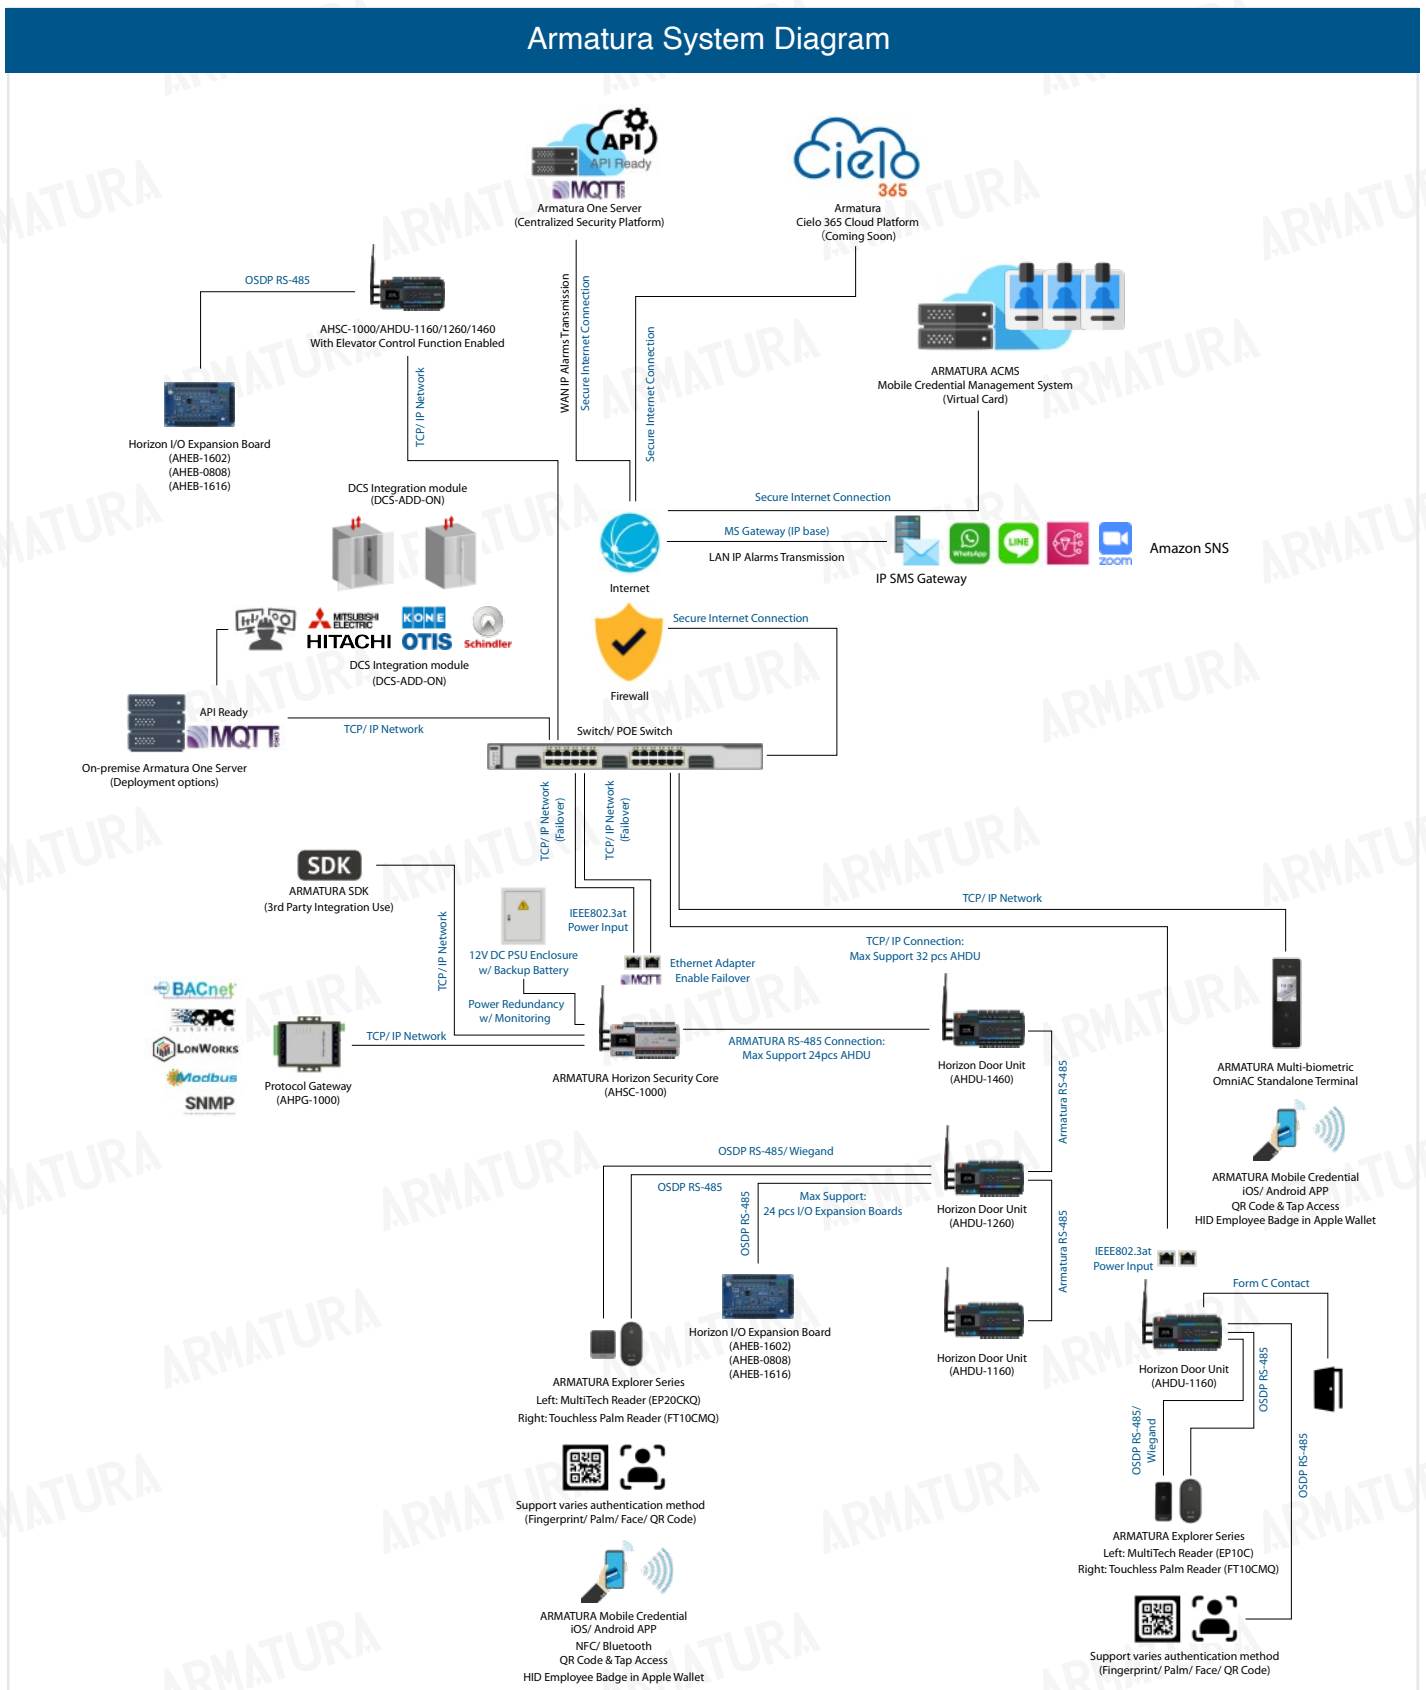 Armatura System Diagram
API
API Ready
MQTT
Armatura One Server
(Centralized Security Platform)
Cielo
365
Armatura
Cielo 365 Cloud Platform
(Coming Soon)
OSDP RS-485
AHSC-1000/AHDU-1160/1260/1460
With Elevator Control Function Enabled
TCP/ IP Network
WAN IP Alarms Transmission
Secure Internet Connection
Secure Internet Connection
ARMATURA ACMS
Mobile Credential Management System
(Virtual Card)
Horizon I/O Expansion Board
(AHEB-1602)
(AHEB-0808)
(AHEB-1616)
DCS Integration module
(DCS-ADD-ON)
Secure Internet Connection
MS Gateway (IP base)
LAN IP Alarms Transmission
Internet
WhatsApp
LINE
zoom
Amazon SNS
IP SMS Gateway
MITSUBISHI
ELECTRIC
KONE
HITACHI
OTIS
Schindler
DCS Integration module
(DCS-ADD-ON)
Secure Internet Connection
Firewall
API Ready
MQTT
TCP/ IP Network
On-premise Armatura One Server
(Deployment options)
Switch/ POE Switch
TCP/ IP Network
(Failover)
TCP/ IP Network
(Failover)
SDK
ARMATURA SDK
(3rd Party Integration Use)
TCP/ IP Network
12V DC PSU Enclosure
w/ Backup Battery
Power Redundancy
w/ Monitoring
IEEE802.3at
Power Input
MQTT
Ethernet Adapter
Enable Failover
TCP/ IP Network
TCP/ IP Connection:
Max Support 32 pcs AHDU
BACnet
OPC
FOUNDATION
LONWORKS
Modbus
SNMP
Protocol Gateway
(AHPG-1000)
TCP/ IP Network
ARMATURA Horizon Security Core
(AHSC-1000)
ARMATURA RS-485 Connection:
Max Support 24pcs AHDU
Horizon Door Unit
(AHDU-1460)
Armatura RS-485
ARMATURA Multi-biometric
OmniAC Standalone Terminal
ARMATURA Mobile Credential
iOS/ Android APP
QR Code & Tap Access
HID Employee Badge in Apple Wallet
OSDP RS-485/ Wiegand
OSDP RS-485
OSDP RS-485
Max Support:
24 pcs I/O Expansion Boards
Horizon Door Unit
(AHDU-1260)
Armatura RS-485
Horizon I/O Expansion Board
(AHEB-1602)
(AHEB-0808)
(AHEB-1616)
Horizon Door Unit
(AHDU-1160)
IEEE802.3at
Power Input
Form C Contact
Horizon Door Unit
(AHDU-1160)
OSDP RS-485/
Wiegand
OSDP RS-485
OSDP RS-485
ARMATURA Explorer Series
Left: MultiTech Reader (EP20CKQ)
Right: Touchless Palm Reader (FT10CMQ)
Support varies authentication method
(Fingerprint/ Palm/ Face/ QR Code)
ARMATURA Mobile Credential
iOS/ Android APP
NFC/ Bluetooth
QR Code & Tap Access
HID Employee Badge in Apple Wallet
ARMATURA Explorer Series
Left: MultiTech Reader (EP10C)
Right: Touchless Palm Reader (FT10CMQ)
Support varies authentication method
(Fingerprint/ Palm/ Face/ QR Code)
ARMATURA